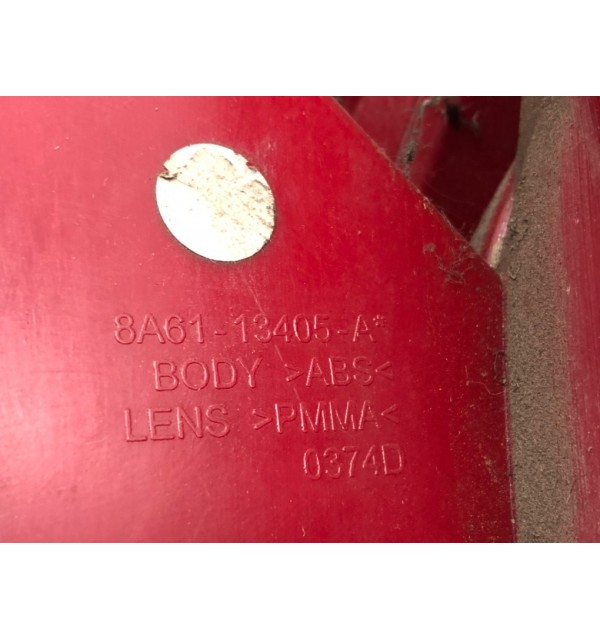 8A61-13405-A*
BODY >ABS<
LENS >PMMA<
0374D